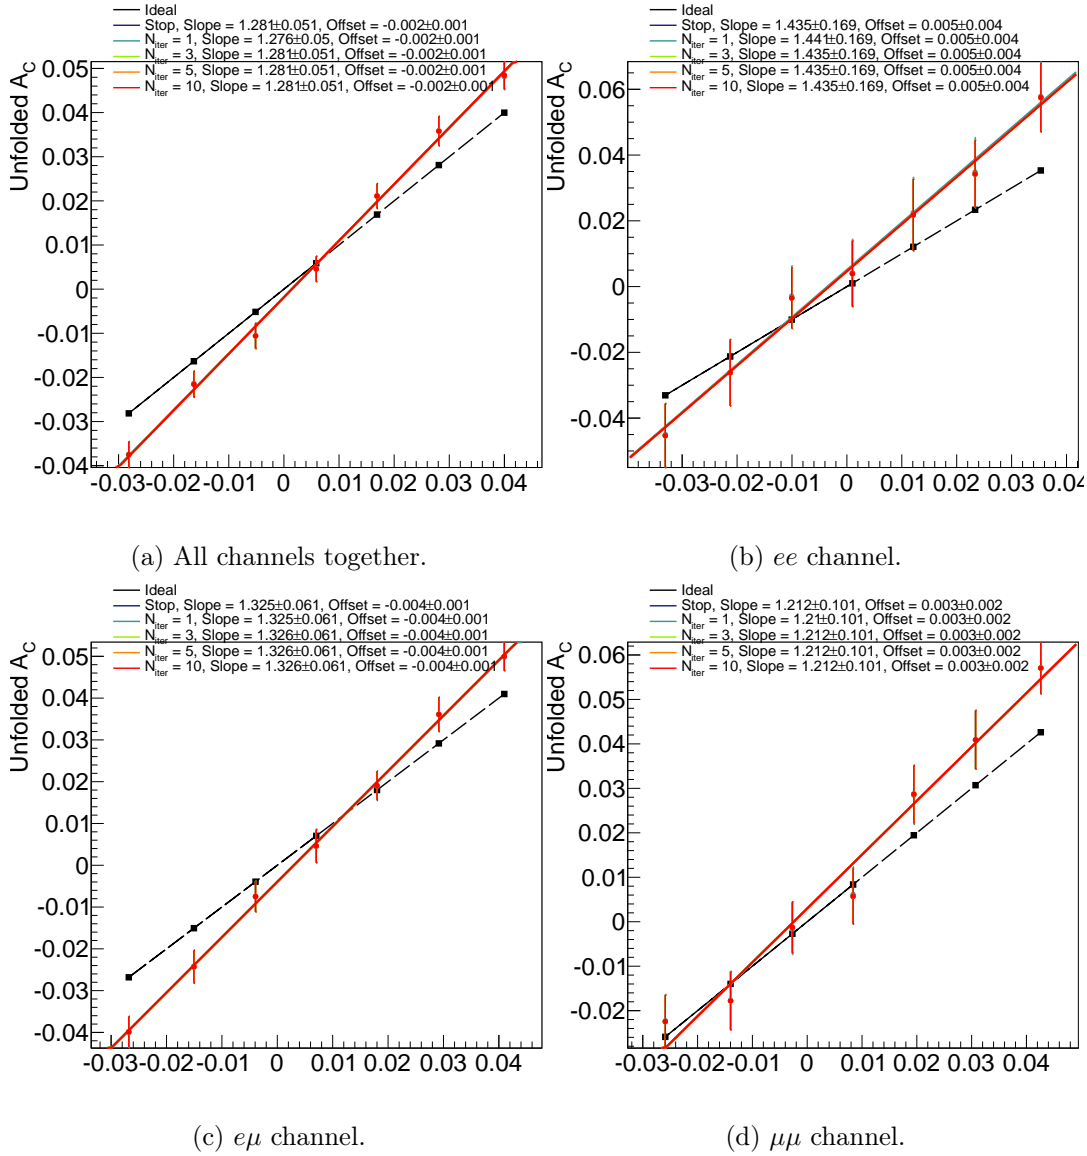 Ideal
Stop, Slope = 1.281±0.051, Offset = -0.002±0.001
N_iter = 1, Slope = 1.276±0.05, Offset = -0.002±0.001
N_iter = 3, Slope = 1.281±0.051, Offset = -0.002±0.001
N_iter = 5, Slope = 1.281±0.051, Offset = -0.002±0.001
N_iter = 10, Slope = 1.281±0.051, Offset = -0.002±0.001
Unfolded A_C
0.05
0.04
0.03
0.02
0.01
0
-0.01
-0.02
-0.03
-0.04
-0.03 -0.02 -0.01 0 0.01 0.02 0.03 0.04
(a) All channels together.
Ideal
Stop, Slope = 1.435±0.169, Offset = 0.005±0.004
N_iter = 1, Slope = 1.441±0.169, Offset = 0.005±0.004
N_iter = 3, Slope = 1.435±0.169, Offset = 0.005±0.004
N_iter = 5, Slope = 1.435±0.169, Offset = 0.005±0.004
N_iter = 10, Slope = 1.435±0.169, Offset = 0.005±0.004
Unfolded A_C
0.06
0.04
0.02
0
-0.02
-0.04
-0.03 -0.02 -0.01 0 0.01 0.02 0.03 0.04
(b) ee channel.
Ideal
Stop, Slope = 1.325±0.061, Offset = -0.004±0.001
N_iter = 1, Slope = 1.325±0.061, Offset = -0.004±0.001
N_iter = 3, Slope = 1.326±0.061, Offset = -0.004±0.001
N_iter = 5, Slope = 1.326±0.061, Offset = -0.004±0.001
N_iter = 10, Slope = 1.326±0.061, Offset = -0.004±0.001
Unfolded A_C
0.05
0.04
0.03
0.02
0.01
0
-0.01
-0.02
-0.03
-0.04
-0.03 -0.02 -0.01 0 0.01 0.02 0.03 0.04
(c) eμ channel.
Ideal
Stop, Slope = 1.212±0.101, Offset = 0.003±0.002
N_iter = 1, Slope = 1.21±0.101, Offset = 0.003±0.002
N_iter = 3, Slope = 1.212±0.101, Offset = 0.003±0.002
N_iter = 5, Slope = 1.212±0.101, Offset = 0.003±0.002
N_iter = 10, Slope = 1.212±0.101, Offset = 0.003±0.002
Unfolded A_C
0.06
0.05
0.04
0.03
0.02
0.01
0
-0.01
-0.02
-0.02 -0.01 0 0.01 0.02 0.03 0.04
(d) μμ channel.